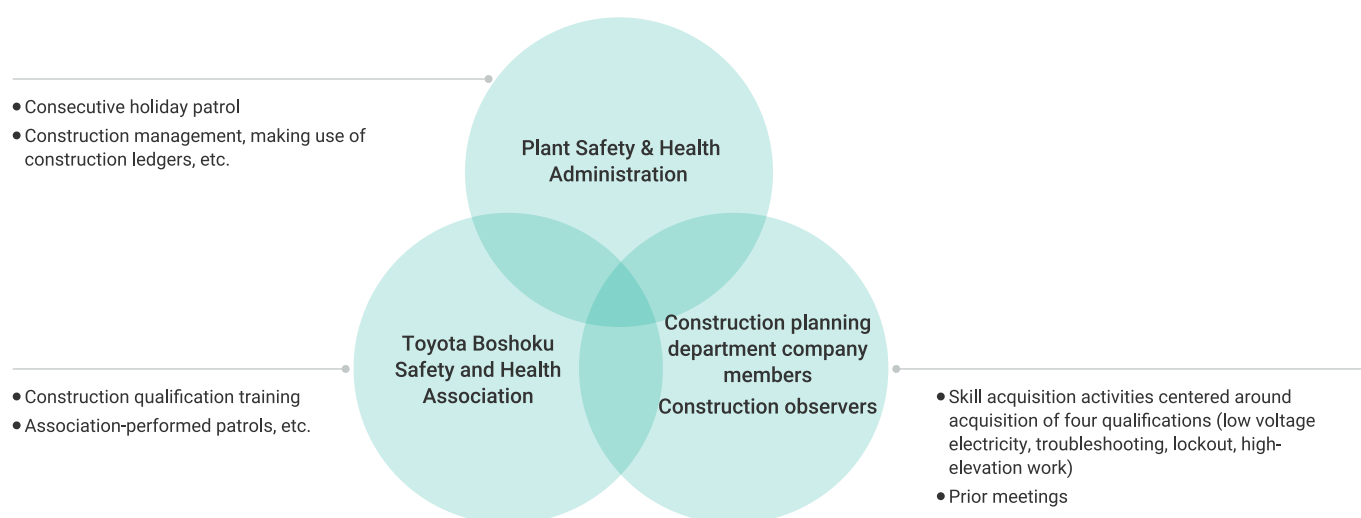 • Consecutive holiday patrol
• Construction management, making use of
construction ledgers, etc.
Plant Safety & Health
Administration
Toyota Boshoku
Safety and Health
Association
Construction planning
department company
members
Construction observers
• Construction qualification training
• Association-performed patrols, etc.
• Skill acquisition activities centered around
acquisition of four qualifications (low voltage
electricity, troubleshooting, lockout, high-
elevation work)
• Prior meetings